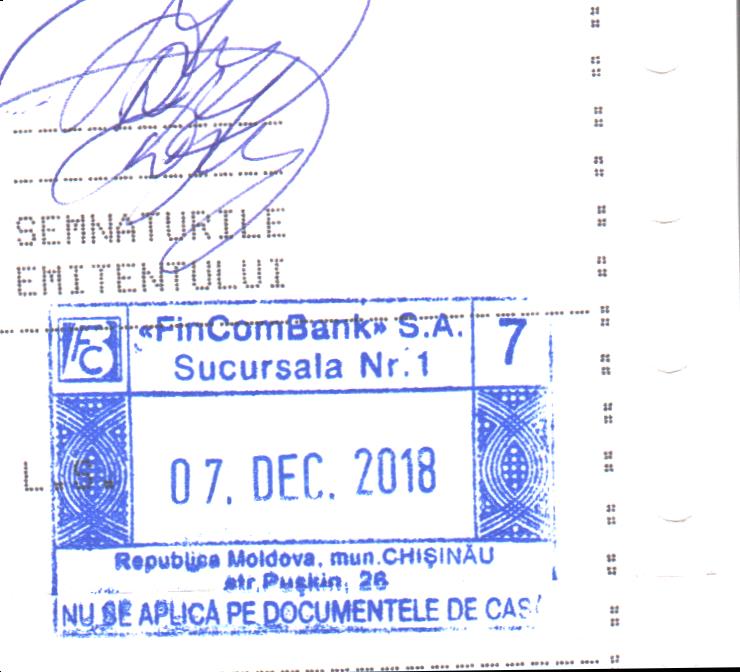 SEMNATURILE
EMITENTULUI
«FinComBank» S.A. 7
Sucursala Nr.1
07. DEC. 2018
L.S.
Republica Moldova, mun.CHIŞINĂU
str.Puşkin, 26
NU SE APLICĂ PE DOCUMENTELE DE CAS